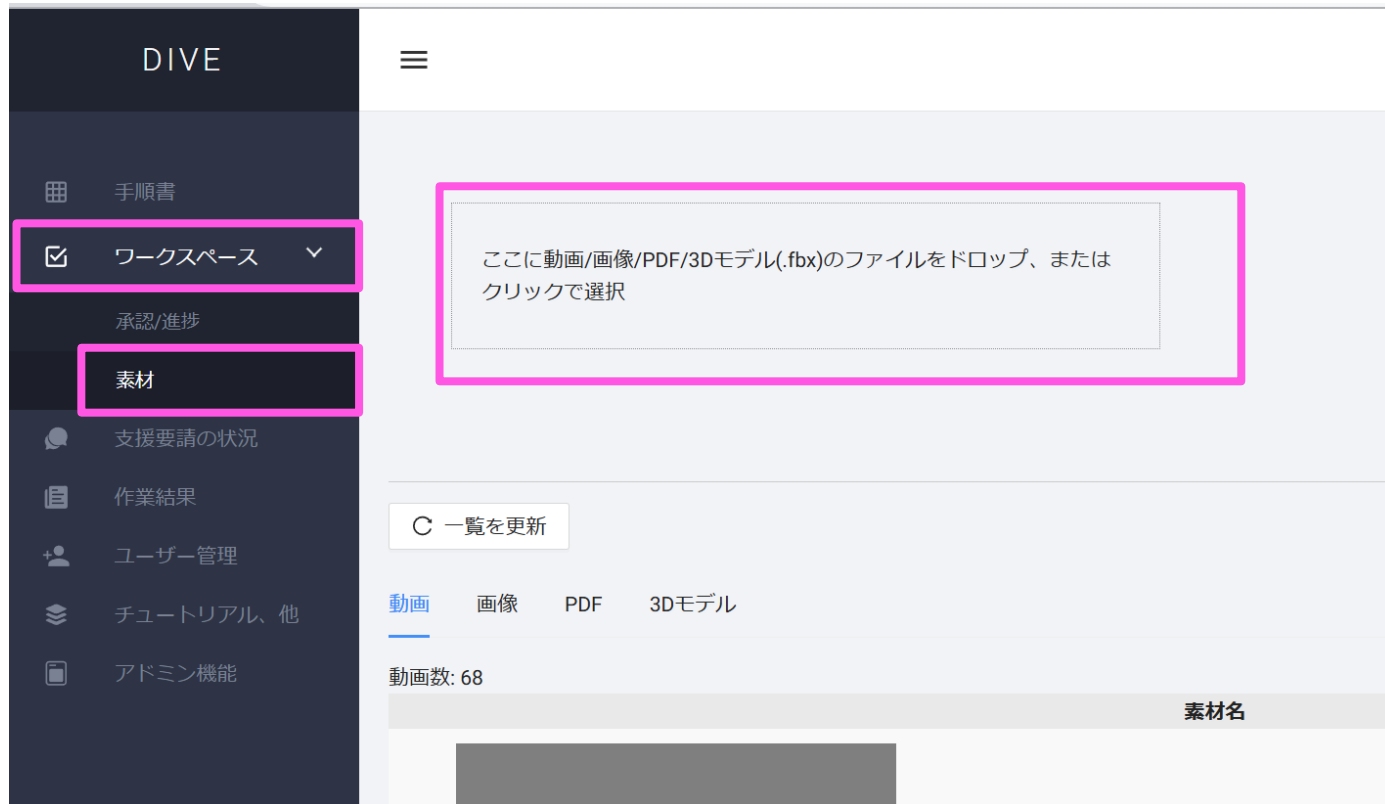 DIVE
手順書
ワークスペース
承認/進捗
素材
支援要請の状況
作業結果
ユーザー管理
チュートリアル、他
アドミン機能
ここに動画/画像/PDF/3Dモデル(.fbx)のファイルをドロップ、または
クリックで選択
一覧を更新
動画 画像 PDF 3Dモデル
動画数: 68
素材名